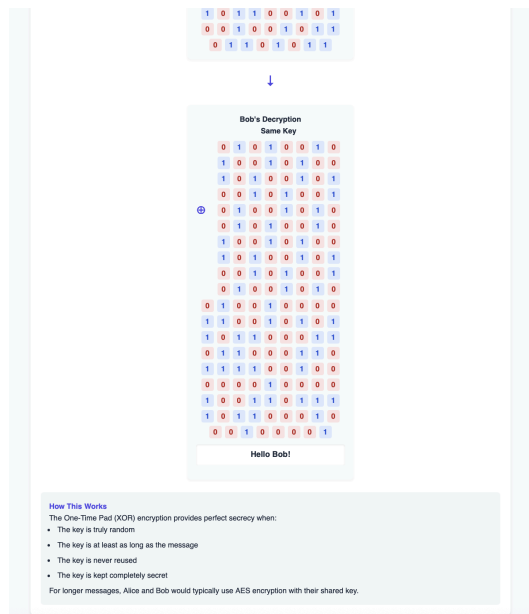 1 0 1 1 0 0 1 0 1
0 0 1 0 0 1 0 1 1
0 1 1 0 1 0 1 1
↓
Bob's Decryption
Same Key
0 1 0 1 0 0 1 0
1 0 0 1 0 1 0 0
1 0 1 0 0 1 0 1
0 0 1 0 1 0 0 1
⊕ 0 1 0 0 1 0 1 0
0 1 0 1 0 0 1 0
1 0 0 1 0 1 0 0
1 0 1 0 0 1 0 1
0 0 1 0 1 0 0 1
0 1 0 0 1 0 1 0
0 1 0 0 1 0 0 0 0
1 1 0 0 1 0 1 0 1
1 0 1 1 0 0 0 1 1
0 1 1 0 0 0 1 1 0
1 1 1 1 0 0 1 0 0
0 0 0 0 1 0 0 0 0
1 0 0 1 1 0 1 1 1
1 0 1 1 0 0 0 1 0
0 0 1 0 0 0 0 1
Hello Bob!
How This Works
The One-Time Pad (XOR) encryption provides perfect secrecy when:
• The key is truly random
• The key is at least as long as the message
• The key is never reused
• The key is kept completely secret
For longer messages, Alice and Bob would typically use AES encryption with their shared key.